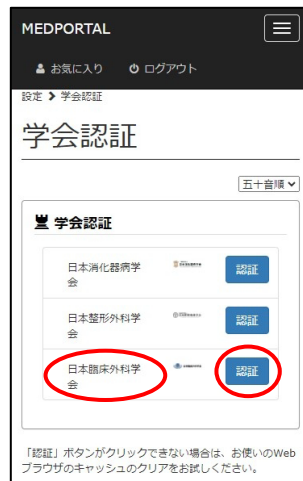 MEDPORTAL
お気に入り ログアウト
設定 > 学会認証
学会認証
五十音順
学会認証
日本消化器病学
会
認証
日本整形外科学
会
認証
日本臨床外科学
会
認証
「認証」ボタンがクリックできない場合は、お使いのWeb
ブラウザのキャッシュのクリアをお試しください。